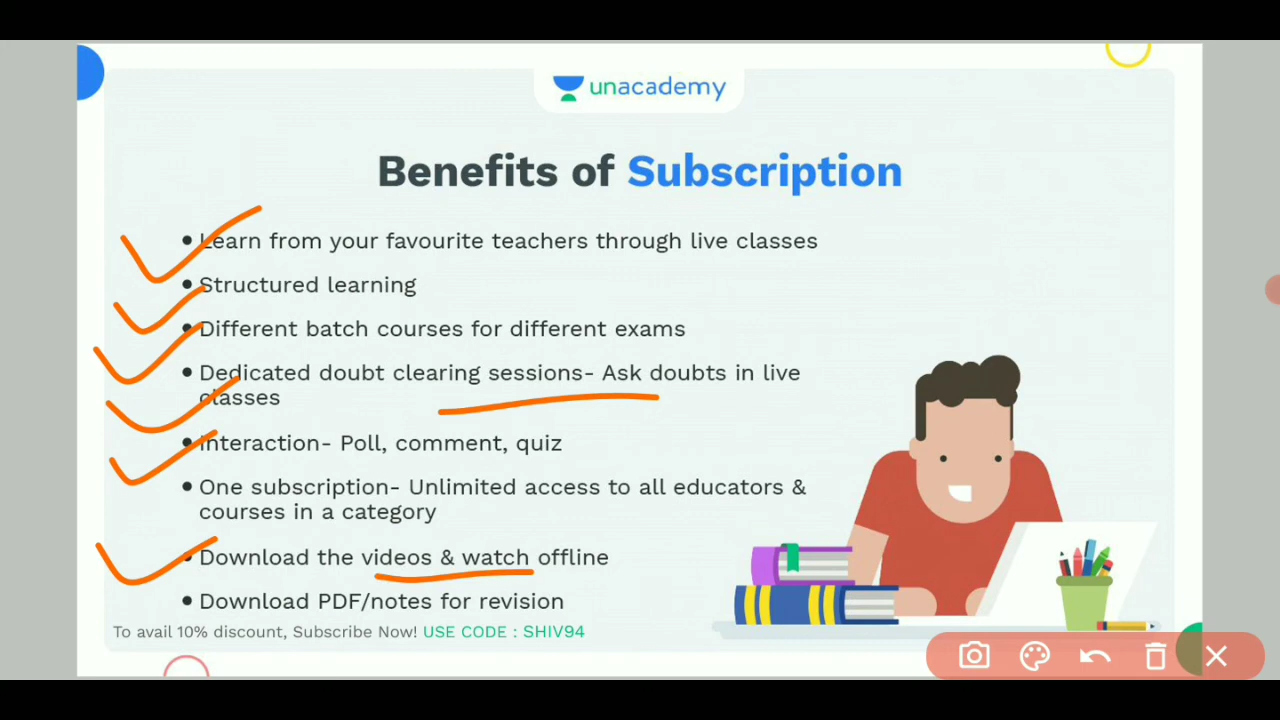 unacademy
Benefits of Subscription
• Learn from your favourite teachers through live classes
• Structured learning
• Different batch courses for different exams
• Dedicated doubt clearing sessions- Ask doubts in live
classes
• Interaction- Poll, comment, quiz
• One subscription- Unlimited access to all educators &
courses in a category
• Download the videos & watch offline
• Download PDF/notes for revision
To avail 10% discount, Subscribe Now! USE CODE : SHIV94